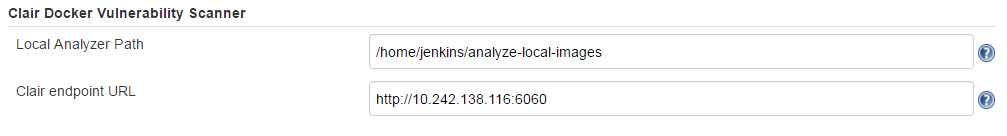 Clair Docker Vulnerability Scanner
Local Analyzer Path
/home/jenkins/analyze-local-images
Clair endpoint URL
http://10.242.138.116:6060